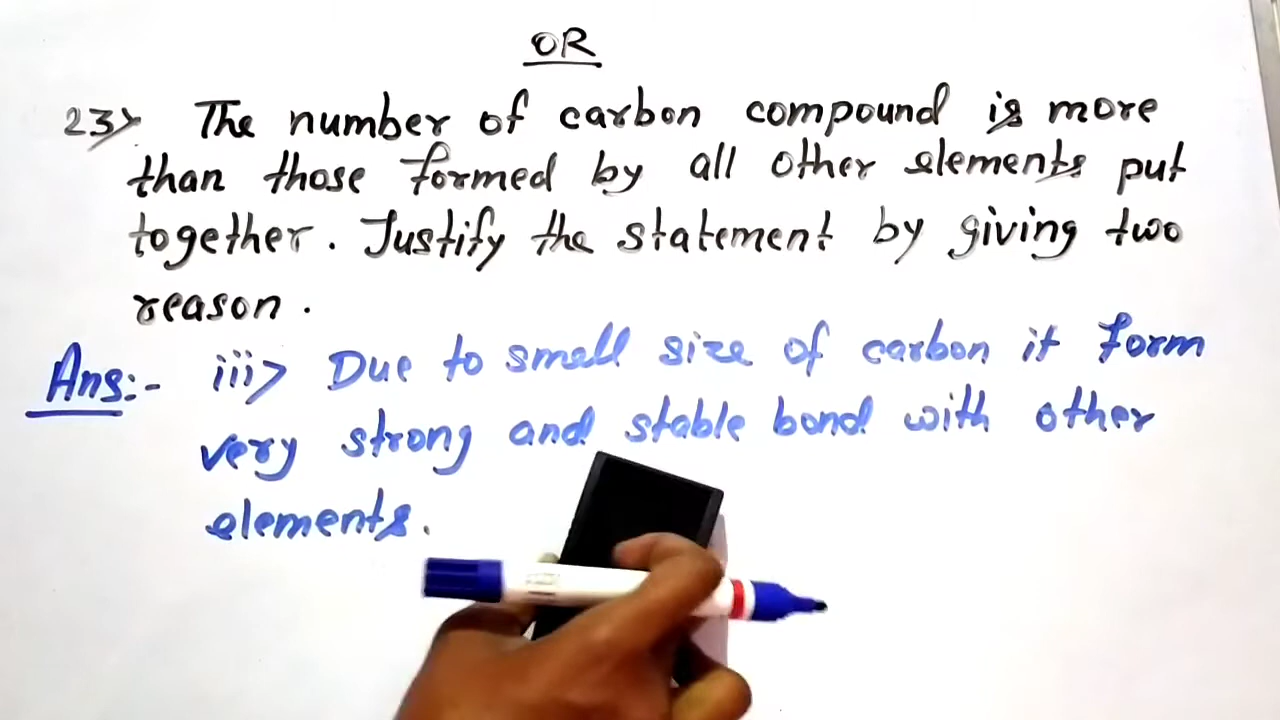 OR
23> The number of carbon compound is more
than those formed by all other elements put
together. Justify the statement by giving two
reason.
Ans:- iii> Due to small size of carbon it form
very strong and stable bond with other
elements.